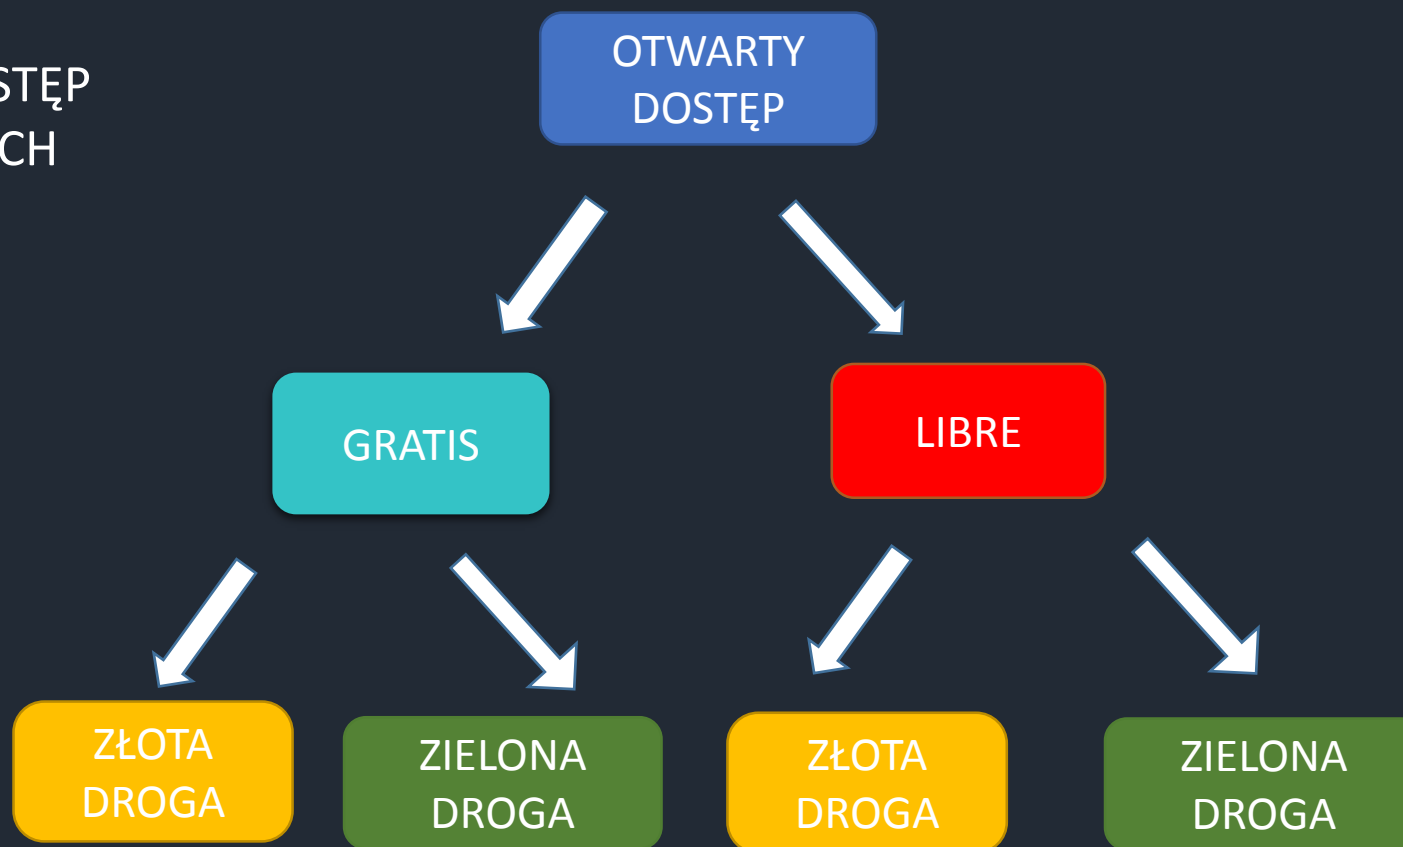 STĘP
CH
OTWARTY
DOSTĘP
GRATIS
LIBRE
ZŁOTA
DROGA
ZIELONA
DROGA
ZŁOTA
DROGA
ZIELONA
DROGA